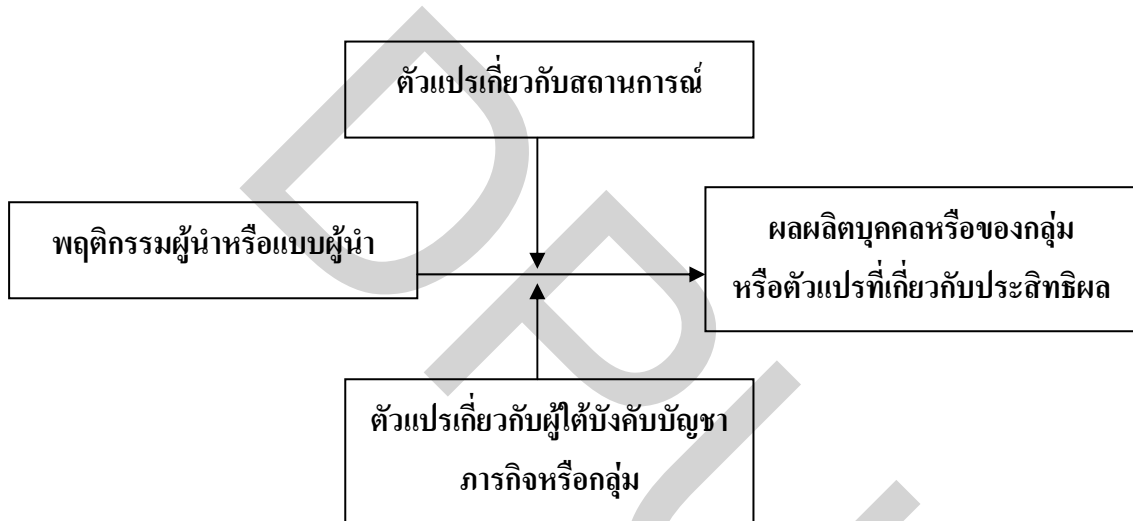 ตัวแปรเกี่ยวกับสถานการณ์
พฤติกรรมผู้นำหรือแบบผู้นำ
ผลผลิตบุคคลหรือของกลุ่ม
หรือตัวแปรที่เกี่ยวกับประสิทธิผล
ตัวแปรเกี่ยวกับผู้ใต้บังคับบัญชา
ภารกิจหรือกลุ่ม